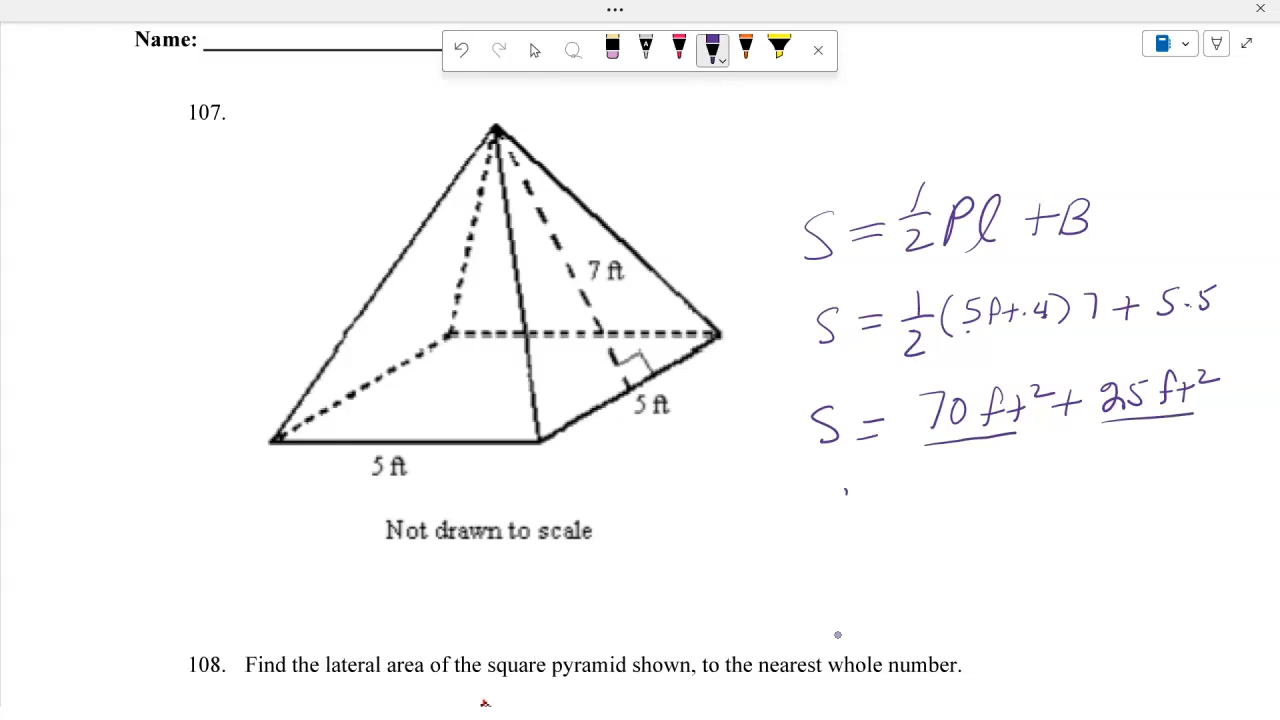 Name:
107.
7 ft
5 ft
5 ft
Not drawn to scale
S = 1/2 Pl + B
S = 1/2 (5ft.4) 7 + 5.5
S = 70 ft² + 25 ft²
108. Find the lateral area of the square pyramid shown, to the nearest whole number.